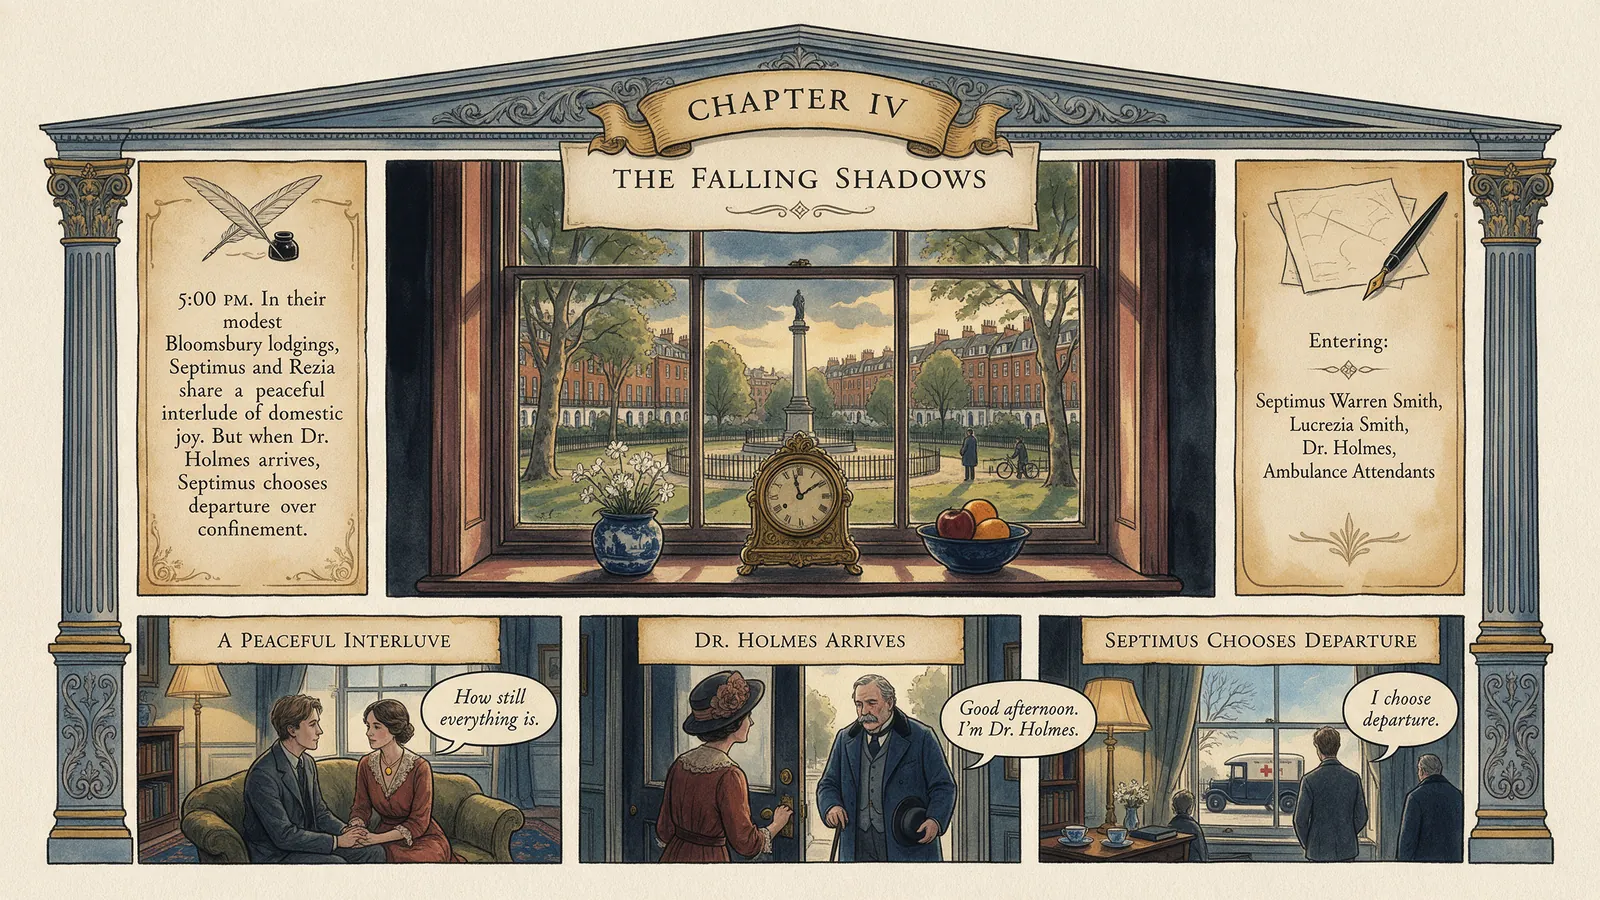 CHAPTER IV
THE FALLING SHADOWS
5:00 PM. In their
modest
Bloomsbury lodgings,
Septimus and Rezia
share a peaceful
interlude of domestic
joy. But when Dr.
Holmes arrives,
Septimus chooses
departure over
confinement.
Entering:
Septimus Warren Smith,
Lucrezia Smith,
Dr. Holmes,
Ambulance Attendants
A PEACEFUL INTERLUVE
How still
everything is.
DR. HOLMES ARRIVES
Good afternoon.
I'm Dr. Holmes.
SEPTIMUS CHOOSES DEPARTURE
I choose
departure.